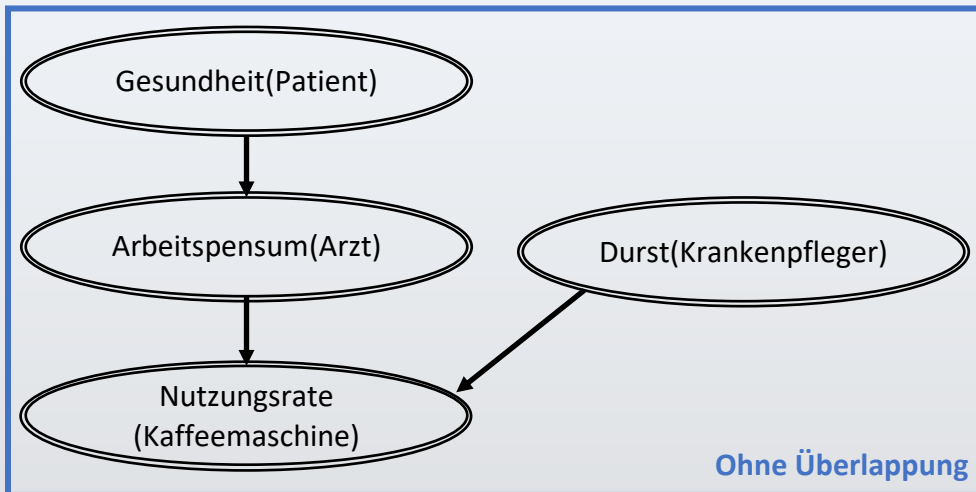 Gesundheit(Patient)
Arbeitspensum(Arzt)
Durst(Krankenpfleger)
Nutzungsrate
(Kaffeemaschine)
Ohne Überlappung